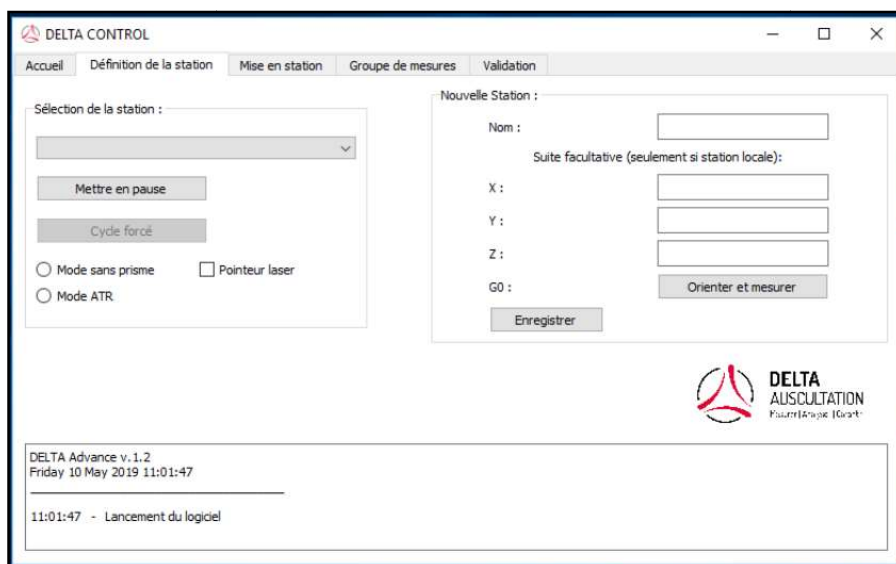 DELTA CONTROL
Accueil Définition de la station Mise en station Groupe de mesures Validation
Sélection de la station :
Mettre en pause
Cycle forcé
Mode sans prisme Pointeur laser
Mode ATR
Nouvelle Station :
Nom :
Suite facultative (seulement si station locale):
X :
Y :
Z :
G0 : Orienter et mesurer
Enregistrer
DELTA
AUSCULTATION
DELTA Advance v.1.2
Friday 10 May 2019 11:01:47
11:01:47 - Lancement du logiciel